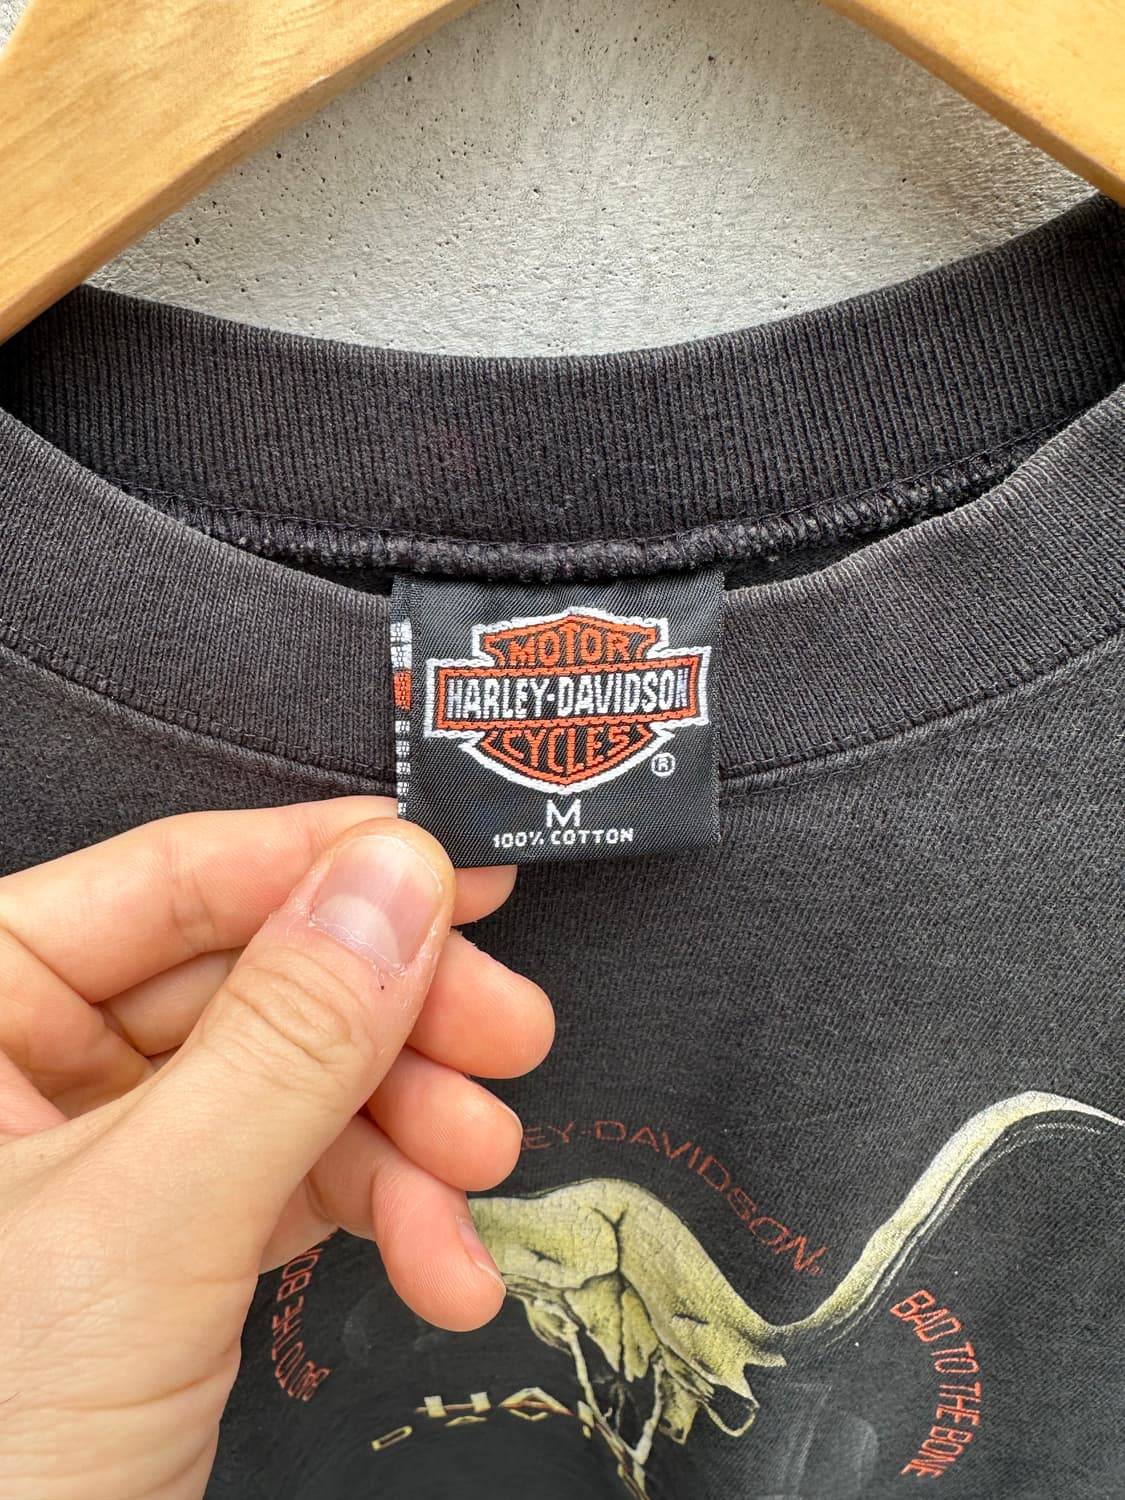 MOTOR
HARLEY-DAVIDSON
CYCLES
®
M
100% COTTON
EY-DAVIDSON
BAD TO THE BONE
BAD TO THE BONE